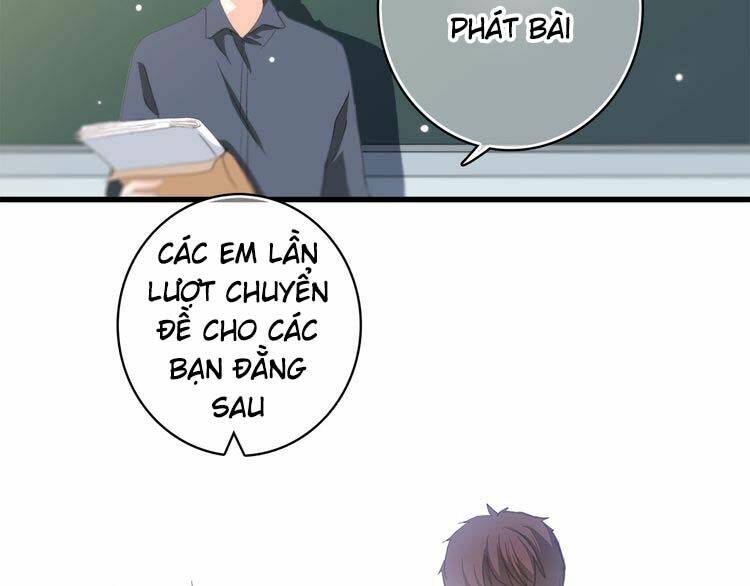 PHÁT BÀI
CÁC EM LẦN
LƯỢT CHUYỂN
ĐỀ CHO CÁC
BẠN ĐẰNG
SAU